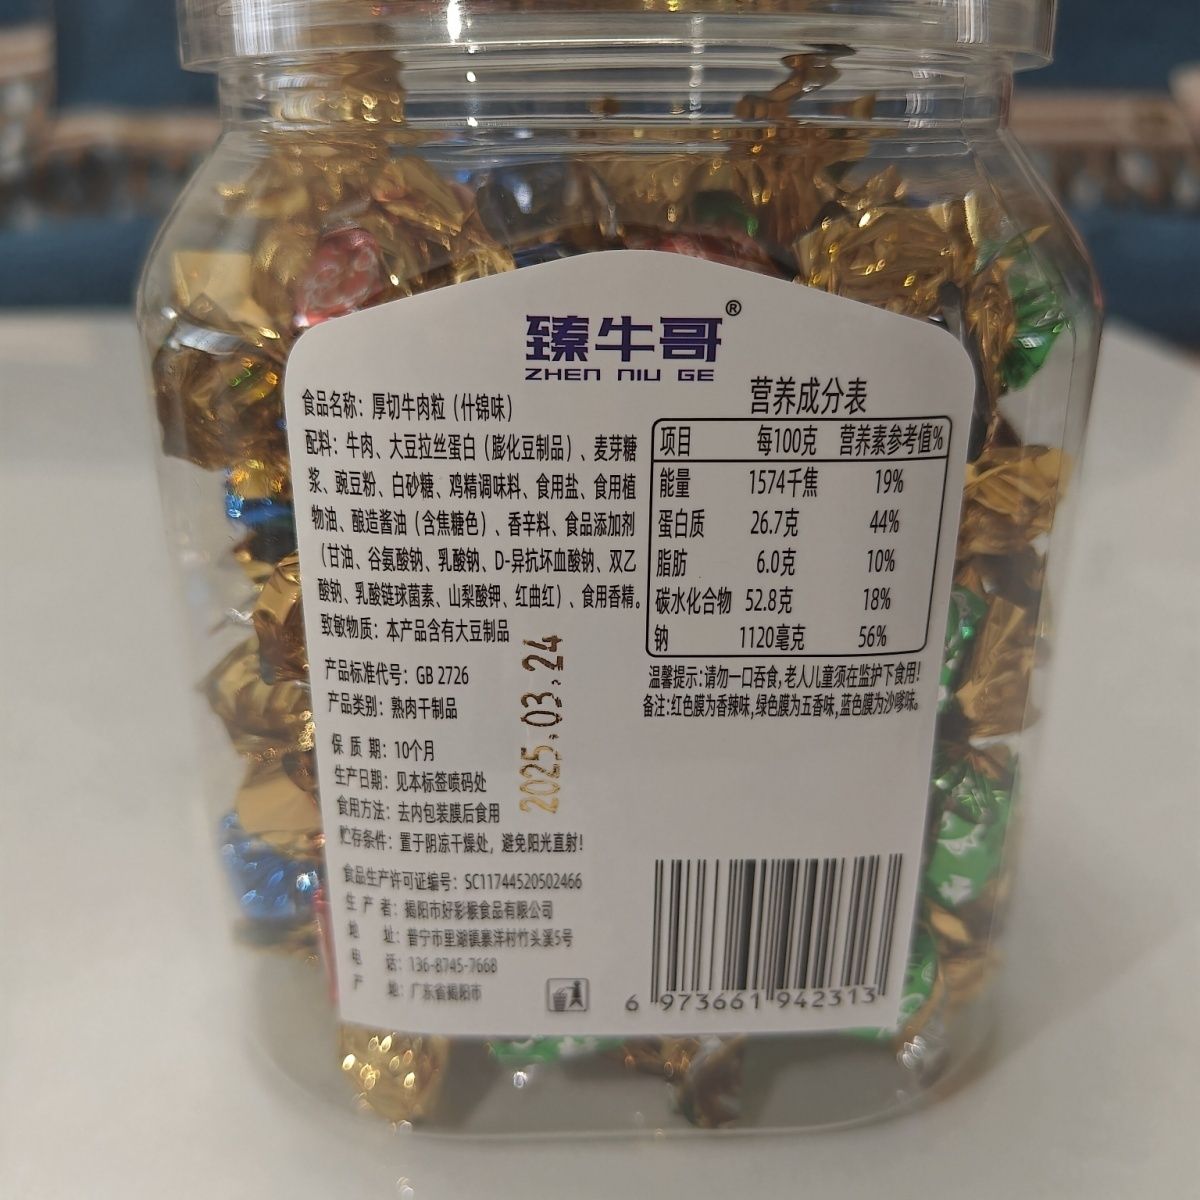 臻牛哥®
ZHEN NIU GE
食品名称：厚切牛肉粒（什锦味）
配料：牛肉、大豆拉丝蛋白（膨化豆制品）、麦芽糖
浆、豌豆粉、白砂糖、鸡精调味料、食用盐、食用植
物油、酿造酱油（含焦糖色）、香辛料、食品添加剂
（甘油、谷氨酸钠、乳酸钠、D-异抗坏血酸钠、双乙
酸钠、乳酸链球菌素、山梨酸钾、红曲红）、食用香精。
致敏物质：本产品含有大豆制品
产品标准代号：GB 2726
产品类别：熟肉干制品
保 质 期：10个月
生产日期：见本标签喷码处
食用方法：去内包装膜后食用
贮存条件：置于阴凉干燥处，避免阳光直射！
食品生产许可证编号：SC11744520502466
生 产 者：揭阳市好彩猴食品有限公司
地 址：普宁市里湖镇寨洋村竹头溪5号
电 话：136-8745-7668
产 地：广东省揭阳市
2025.03.24
营养成分表
项目 每100克 营养素参考值%
能量 1574千焦 19%
蛋白质 26.7克 44%
脂肪 6.0克 10%
碳水化合物 52.8克 18%
钠 1120毫克 56%
温馨提示：请勿一口吞食，老人儿童须在监护下食用！
备注：红色膜为香辣味，绿色膜为五香味，蓝色膜为沙嗲味。
6 973661 942313